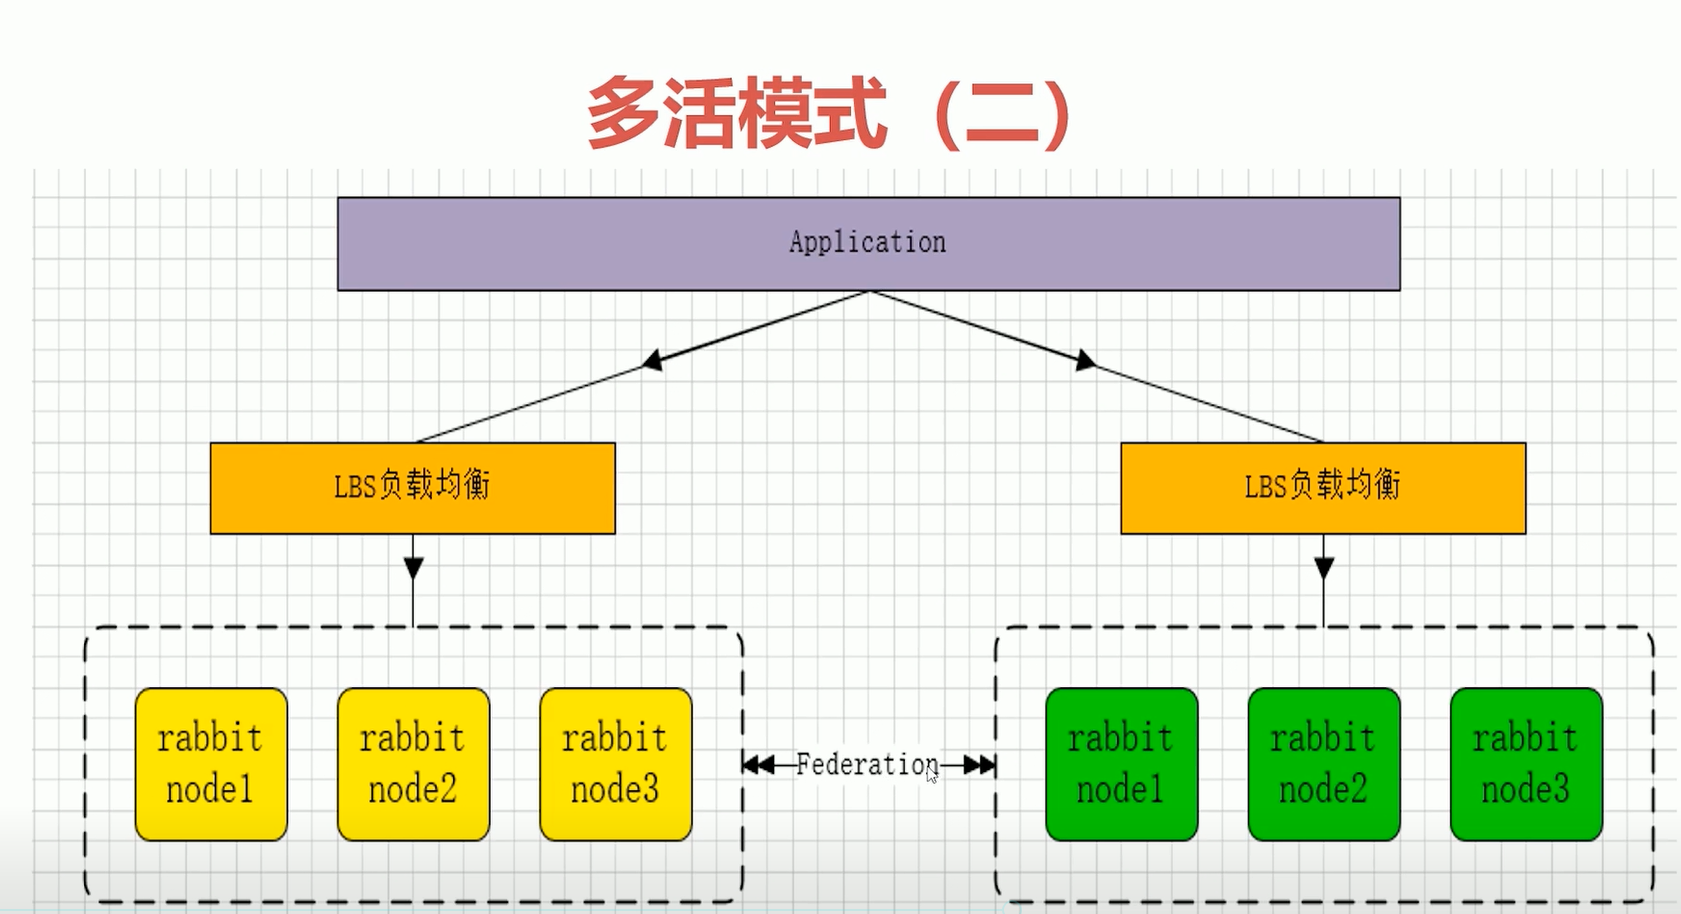 多活模式（二）
Application
LBS负载均衡
LBS负载均衡
rabbit
node1
rabbit
node2
rabbit
node3
Federation
rabbit
node1
rabbit
node2
rabbit
node3